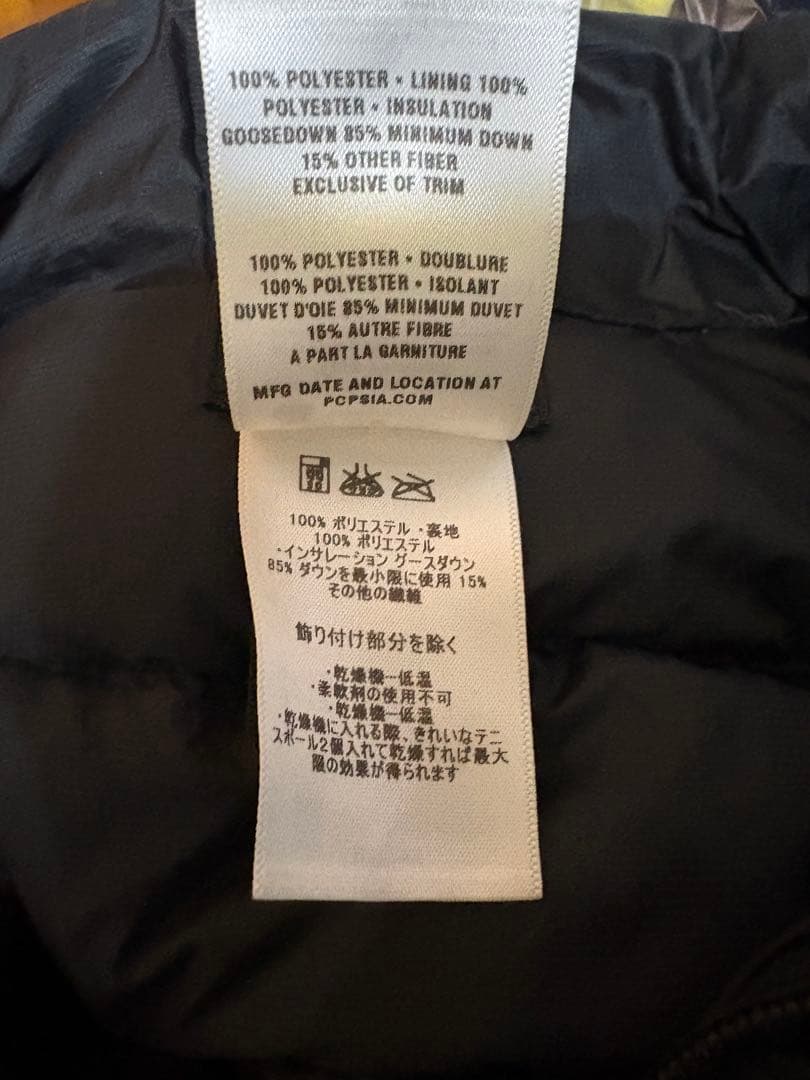 100% POLYESTER • LINING 100%
POLYESTER • INSULATION
GOOSEDOWN 85% MINIMUM DOWN
15% OTHER FIBER
EXCLUSIVE OF TRIM
100% POLYESTER • DOUBLURE
100% POLYESTER • ISOLANT
DUVET D'OIE 85% MINIMUM DUVET
15% AUTRE FIBRE
A PART LA GARNITURE
MFG DATE AND LOCATION AT
PCPSIA.COM
100% ポリエステル ・裏地
100% ポリエステル
・インサレーション グースダウン
85% ダウンを最小限に使用 15%
その他の繊維
飾り付け部分を除く
・乾燥機--低温
・柔軟剤の使用不可
・乾燥機--低温
・乾燥機に入れる際、きれいなテニ
スボール2個入れて乾燥すれば最大
限の効果が得られます